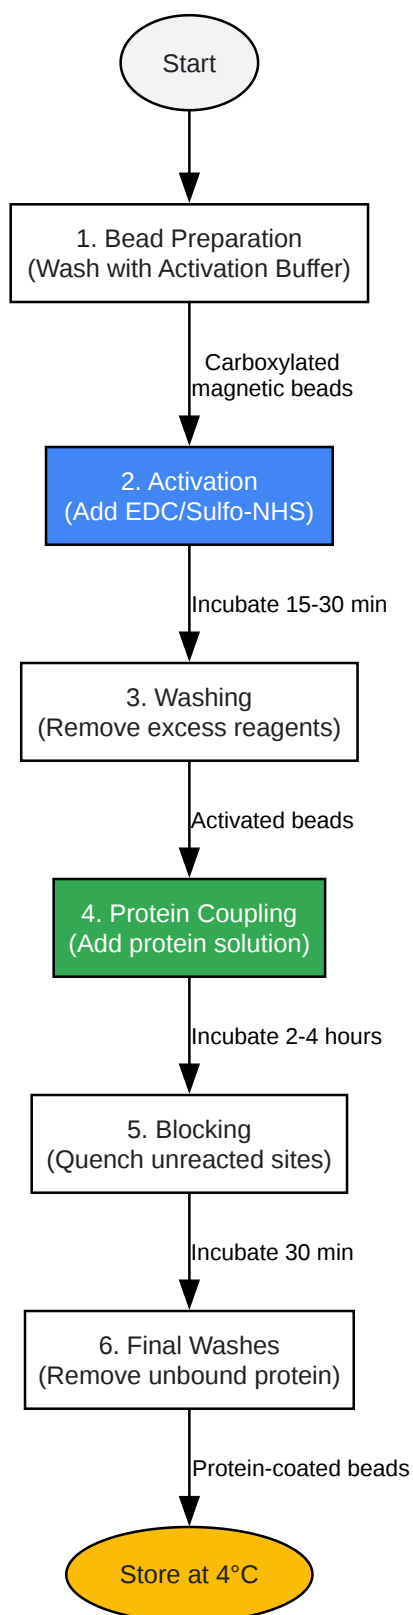 Start
1. Bead Preparation
(Wash with Activation Buffer)
Carboxylated
magnetic beads
2. Activation
(Add EDC/Sulfo-NHS)
Incubate 15-30 min
3. Washing
(Remove excess reagents)
Activated beads
4. Protein Coupling
(Add protein solution)
Incubate 2-4 hours
5. Blocking
(Quench unreacted sites)
Incubate 30 min
6. Final Washes
(Remove unbound protein)
Protein-coated beads
Store at 4°C